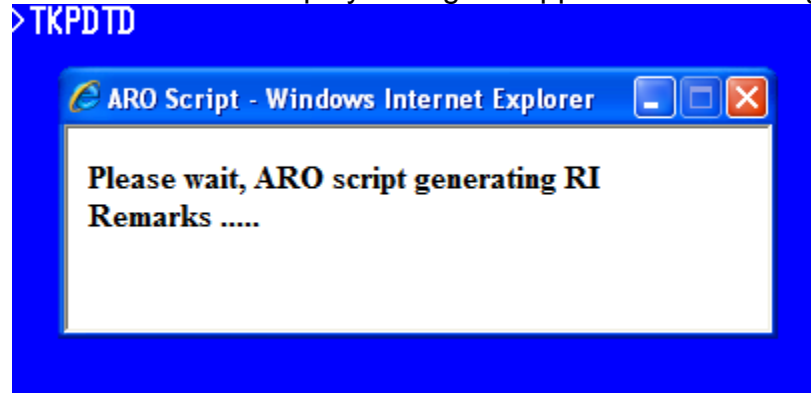 >TKPDTD
ARO Script - Windows Internet Explorer
Please wait, ARO script generating RI
Remarks .....